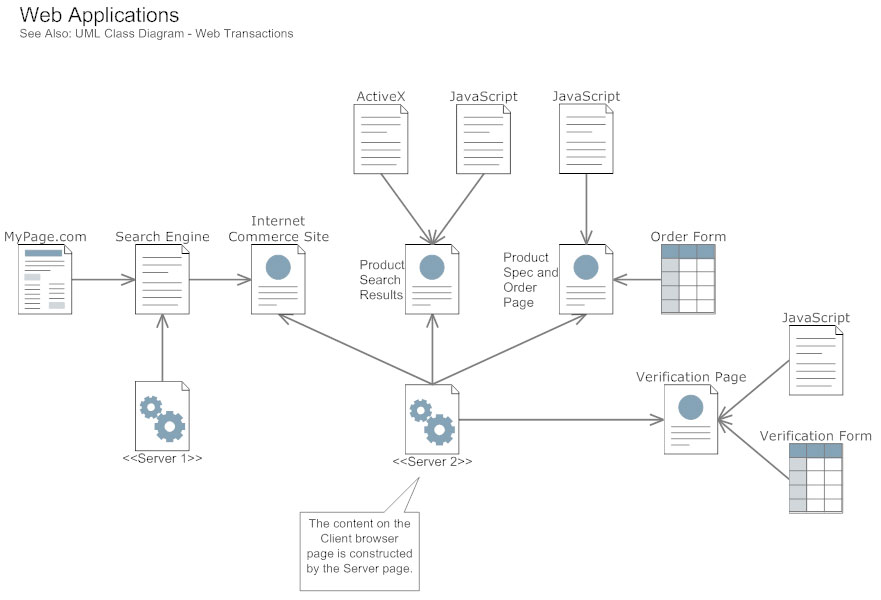 Web Applications
See Also: UML Class Diagram - Web Transactions
ActiveX
JavaScript
JavaScript
MyPage.com
Search Engine
Internet
Commerce Site
Product
Search
Results
Product
Spec and
Order
Page
Order Form
JavaScript
Verification Page
Verification Form
<<Server 1>>
<<Server 2>>
The content on the
Client browser
page is constructed
by the Server page.